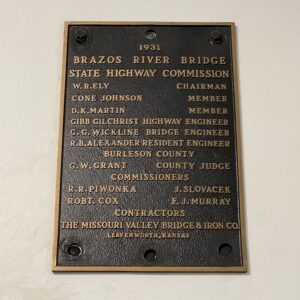 1931
BRAZOS RIVER BRIDGE
STATE HIGHWAY COMMISSION
W.R.ELY CHAIRMAN
CONE JOHNSON MEMBER
D.K.MARTIN MEMBER
GIBB GILCHRIST HIGHWAY ENGINEER
G.G.WICKLINE BRIDGE ENGINEER
R.B.ALEXANDER RESIDENT ENGINEER
BURLESON COUNTY
G.W.GRANT COUNTY JUDGE
COMMISSIONERS
R.R.PIWONKA J.SLOVACEK
ROBT. COX F.J.MURRAY
CONTRACTORS
THE MISSOURI VALLEY BRIDGE & IRON CO.
LEAVENWORTH, KANSAS